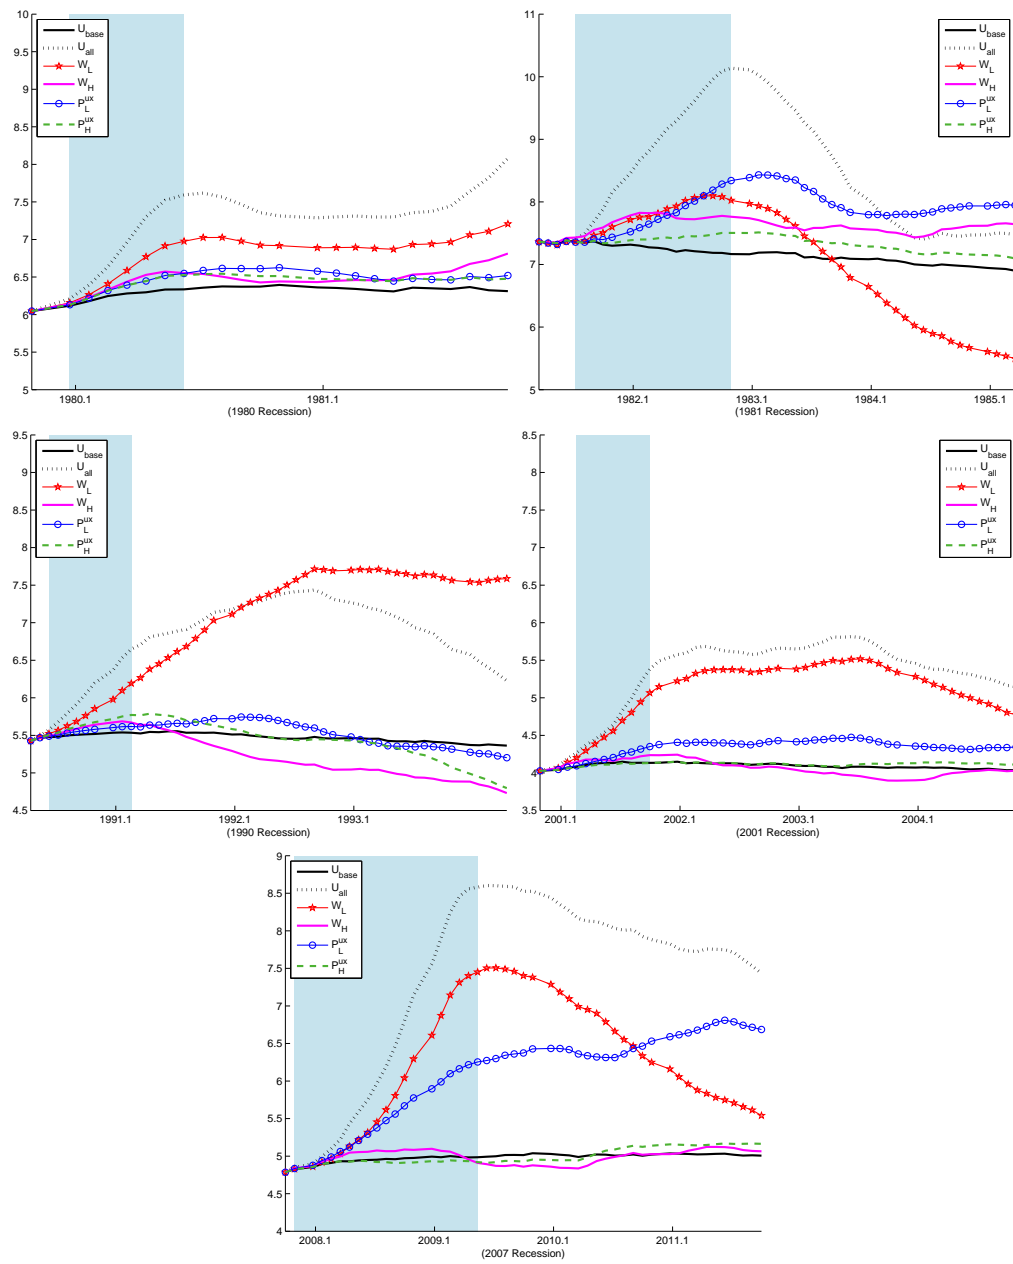 10
9.5
9
8.5
8
7.5
7
6.5
6
5.5
5
U_base
U_all
W_L
W_H
P_L^ux
P_H^ux
1980.1 1981.1
(1980 Recession)
11
10
9
8
7
6
5
U_base
U_all
W_L
W_H
P_L^ux
P_H^ux
1982.1 1983.1 1984.1 1985.1
(1981 Recession)
9.5
9
8.5
8
7.5
7
6.5
6
5.5
5
4.5
U_base
U_all
W_L
W_H
P_L^ux
P_H^ux
1991.1 1992.1 1993.1
(1990 Recession)
8.5
8
7.5
7
6.5
6
5.5
5
4.5
4
3.5
U_base
U_all
W_L
W_H
P_L^ux
P_H^ux
2001.1 2002.1 2003.1 2004.1
(2001 Recession)
9
8.5
8
7.5
7
6.5
6
5.5
5
4.5
4
U_base
U_all
W_L
W_H
P_L^ux
P_H^ux
2008.1 2009.1 2010.1 2011.1
(2007 Recession)